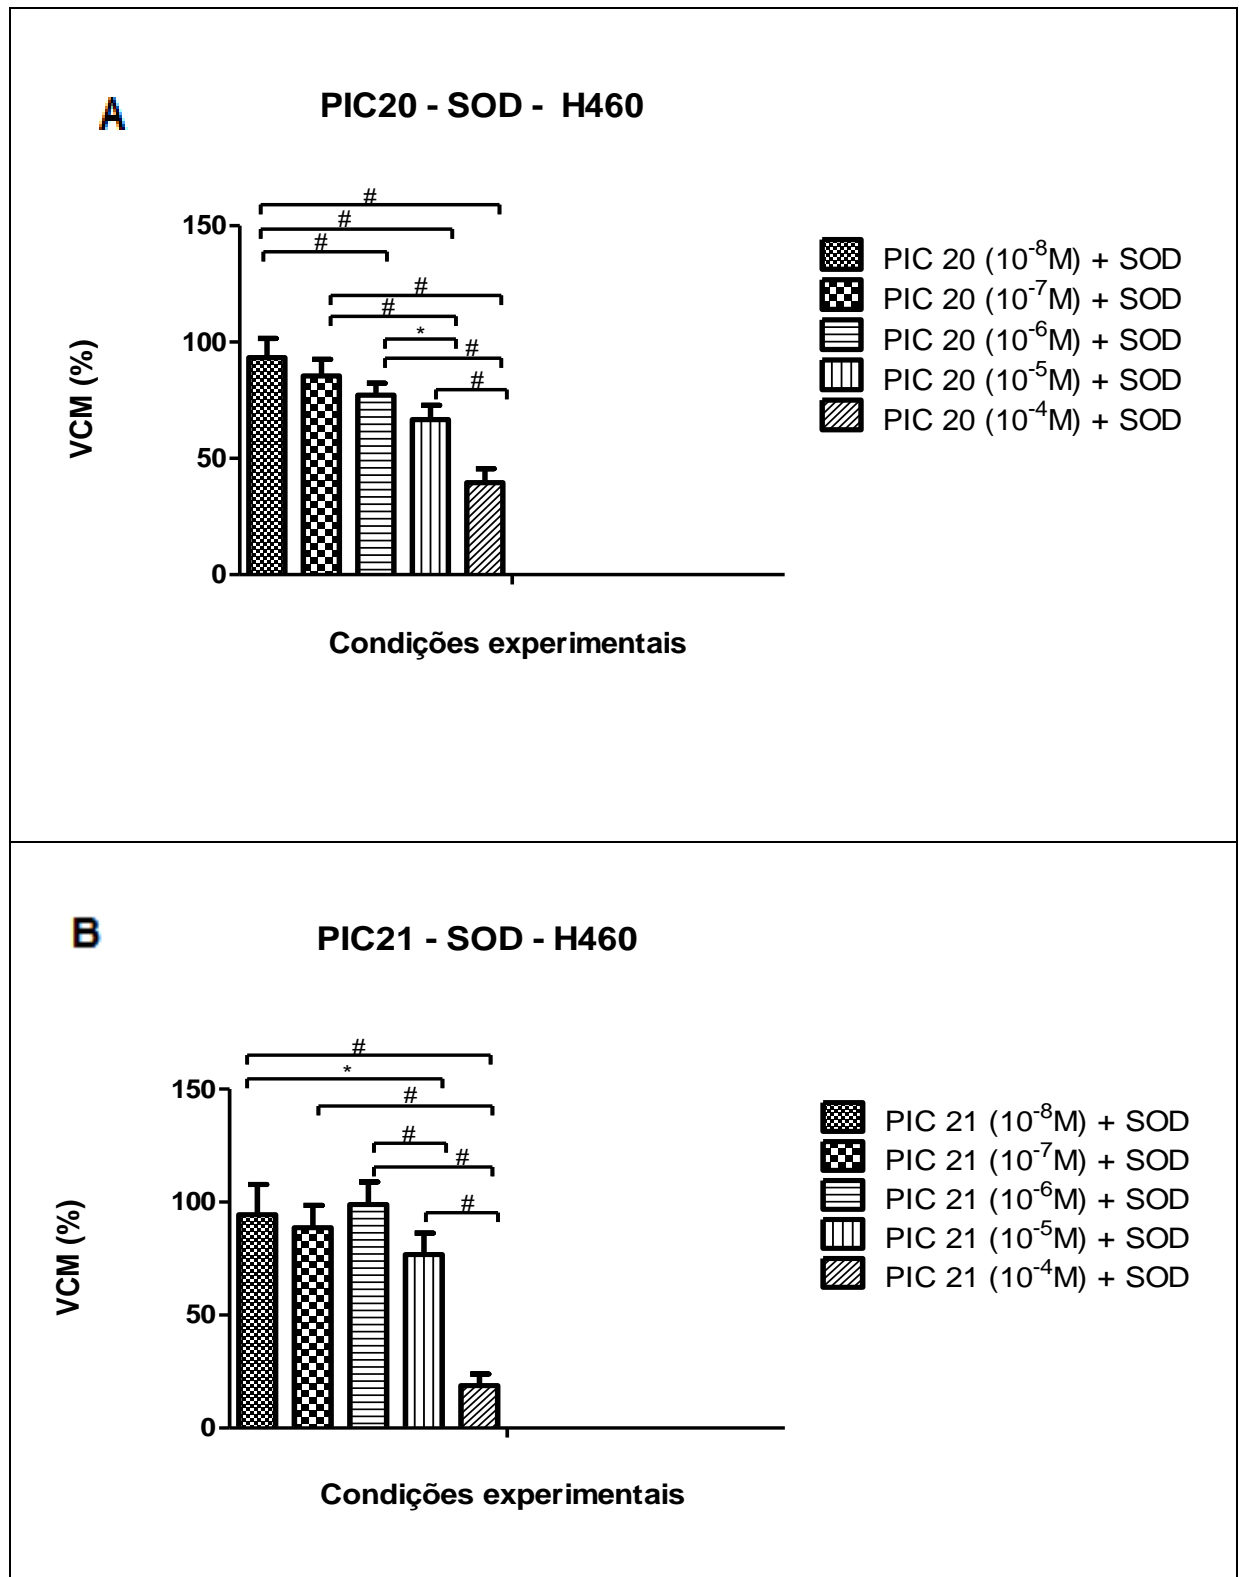 A
PIC20 - SOD - H460
#
#
#
#
#
*
#
#
150
100
50
0
VCM (%)
Condições experimentais
PIC 20 (10⁻⁸M) + SOD
PIC 20 (10⁻⁷M) + SOD
PIC 20 (10⁻⁶M) + SOD
PIC 20 (10⁻⁵M) + SOD
PIC 20 (10⁻⁴M) + SOD
B
PIC21 - SOD - H460
#
*
#
#
#
#
150
100
50
0
VCM (%)
Condições experimentais
PIC 21 (10⁻⁸M) + SOD
PIC 21 (10⁻⁷M) + SOD
PIC 21 (10⁻⁶M) + SOD
PIC 21 (10⁻⁵M) + SOD
PIC 21 (10⁻⁴M) + SOD